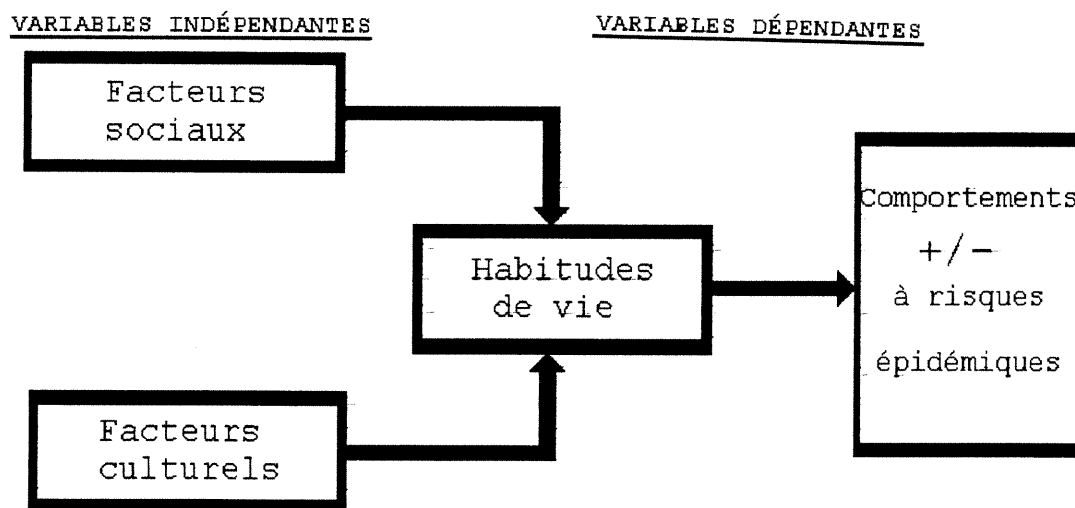 VARIABLES INDÉPENDANTES
VARIABLES DÉPENDANTES
Facteurs
sociaux
Habitudes
de vie
Facteurs
culturels
Comportements
+/-
à risques
épidémiques